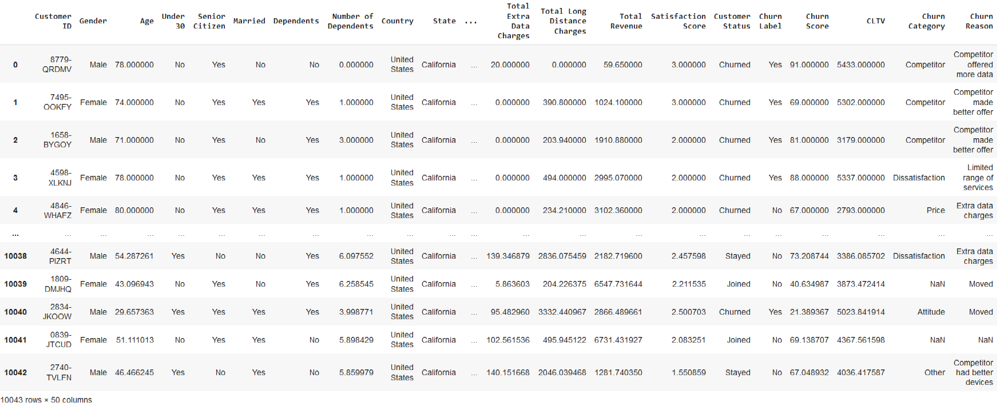 Customer ID Gender Age Under 30 Senior Citizen Married Dependents Number of Dependents Country State ... Total Extra Data Charges Total Long Distance Charges Total Revenue Satisfaction Score Customer Status Churn Label Churn Score CLTV Churn Category Churn Reason
0 8779-QRDMV Male 78.000000 No Yes No No 0.000000 United States California ... 20.000000 0.000000 59.650000 3.000000 Churned Yes 91.000000 5433.000000 Competitor Competitor offered more data
1 7495-OOKFY Female 74.000000 No Yes Yes Yes 1.000000 United States California ... 0.000000 390.800000 1024.100000 3.000000 Churned Yes 69.000000 5302.000000 Competitor Competitor made better offer
2 1658-BYGOY Male 71.000000 No Yes No Yes 3.000000 United States California ... 0.000000 203.940000 1910.880000 2.000000 Churned Yes 81.000000 3179.000000 Competitor Competitor made better offer
3 4598-XLKNJ Female 78.000000 No Yes Yes Yes 1.000000 United States California ... 0.000000 494.000000 2995.070000 2.000000 Churned Yes 88.000000 5337.000000 Dissatisfaction Limited range of services
4 4846-WHAFZ Female 80.000000 No Yes Yes Yes 1.000000 United States California ... 0.000000 234.210000 3102.360000 2.000000 Churned No 67.000000 2793.000000 Price Extra data charges
... ... ... ... ... ... ... ... ... ... ... ... ... ... ... ... ... ... ... ... ... ...
10038 4644-PIZRT Male 54.287261 Yes No No Yes 6.097552 United States California ... 139.346879 2836.075459 2182.719600 2.457598 Stayed No 73.208744 3386.085702 Dissatisfaction Extra data charges
10039 1809-DMJHQ Female 43.096943 No Yes No Yes 6.258545 United States California ... 5.863603 204.226375 6547.731644 2.211535 Joined No 40.634987 3873.472414 NaN Moved
10040 2834-JKOOW Male 29.657363 Yes Yes Yes Yes 3.998771 United States California ... 95.482960 3332.440967 2866.489661 2.500703 Churned Yes 21.389367 5023.841914 Attitude Moved
10041 0839-JTCUD Female 51.111013 No Yes Yes No 5.898429 United States California ... 102.561536 495.945122 6731.431927 2.083251 Joined No 69.138707 4367.561598 NaN NaN
10042 2740-TVLFN Male 46.466245 Yes No Yes No 5.859979 United States California ... 140.151668 2046.039468 1281.740350 1.550859 Stayed No 67.048932 4036.417587 Other Competitor had better devices
10043 rows × 50 columns